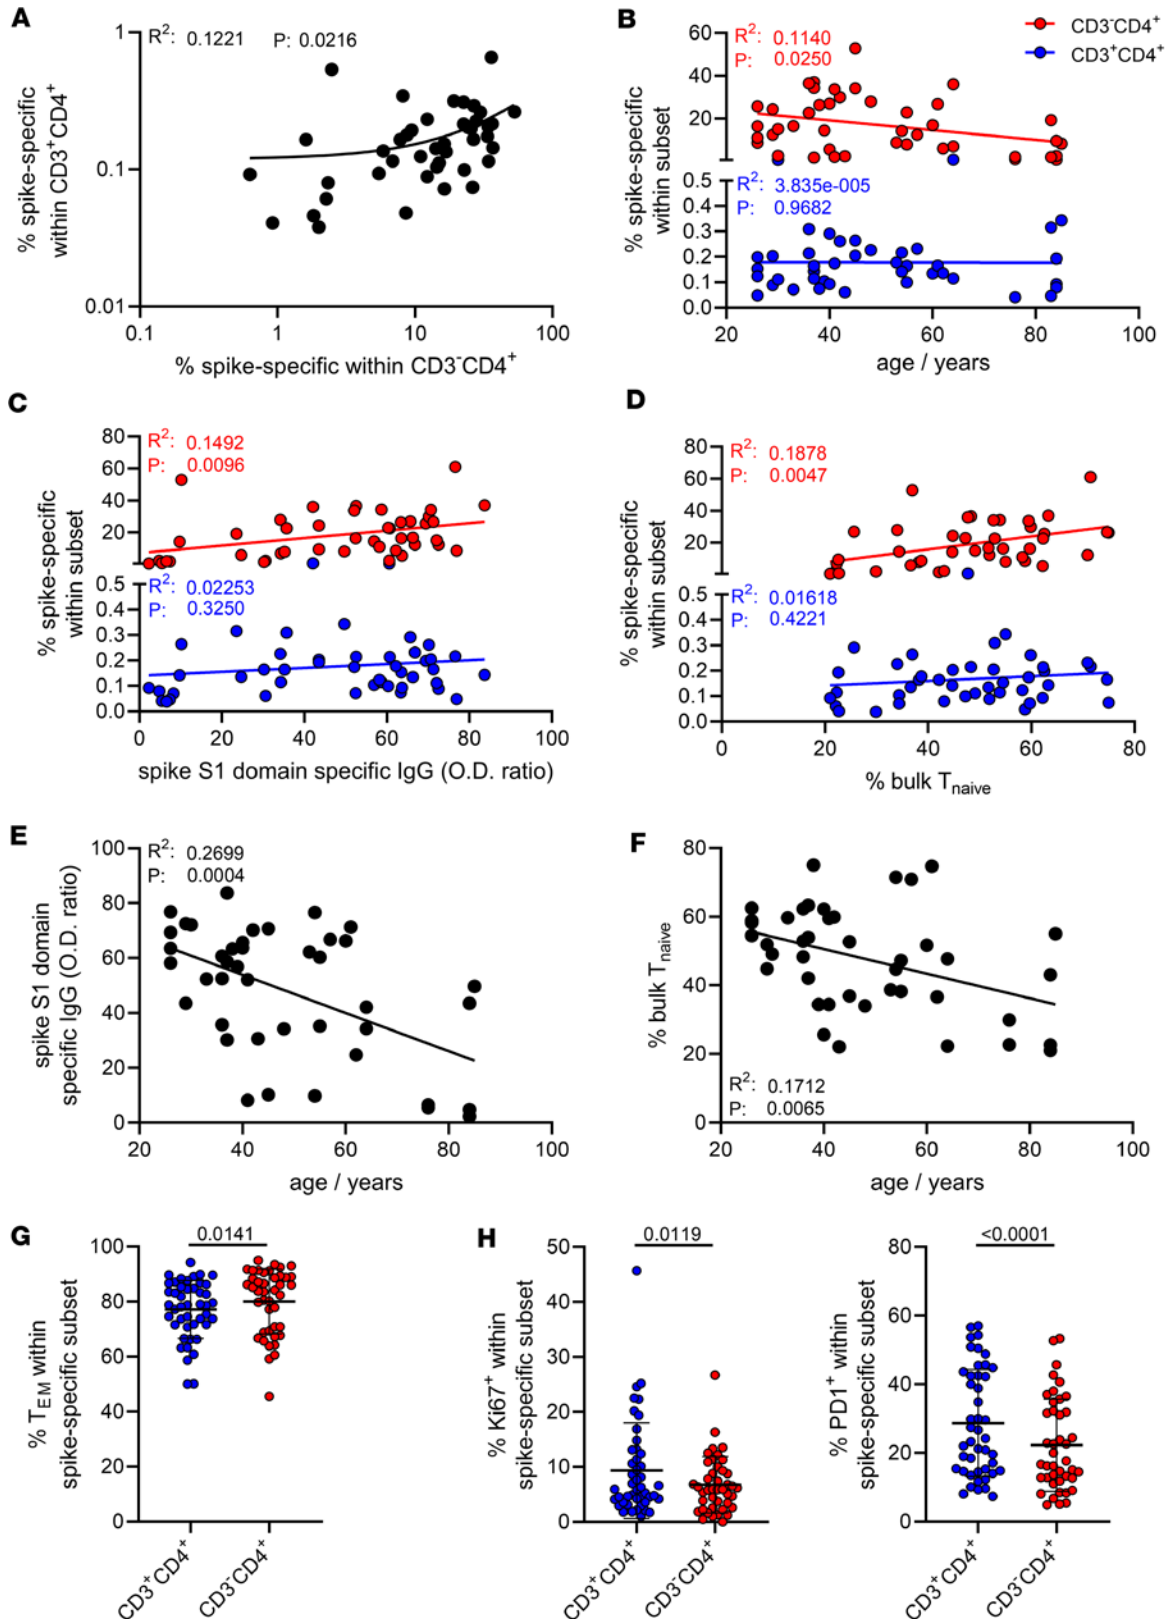 A
R²: 0.1221 P: 0.0216
% spike-specific
within CD3⁺CD4⁺
1
0.1
0.01
0.1 1 10 100
% spike-specific within CD3⁻CD4⁺
B
CD3⁻CD4⁺
CD3⁺CD4⁺
R²: 0.1140
P: 0.0250
60
40
20
R²: 3.835e-005
P: 0.9682
0.5
0.4
0.3
0.2
0.1
0.0
% spike-specific
within subset
20 40 60 80 100
age / years
C
R²: 0.1492
P: 0.0096
80
60
40
20
R²: 0.02253
P: 0.3250
0.5
0.4
0.3
0.2
0.1
0.0
% spike-specific
within subset
0 20 40 60 80 100
spike S1 domain specific IgG (O.D. ratio)
D
R²: 0.1878
P: 0.0047
80
60
40
20
R²: 0.01618
P: 0.4221
0.5
0.4
0.3
0.2
0.1
0.0
% spike-specific
within subset
0 20 40 60 80
% bulk Tnaive
E
R²: 0.2699
P: 0.0004
100
80
60
40
20
0
spike S1 domain
specific IgG (O.D. ratio)
20 40 60 80 100
age / years
F
80
60
40
20
0
% bulk Tnaive
R²: 0.1712
P: 0.0065
20 40 60 80 100
age / years
G
0.0141
100
80
60
40
20
0
% TEM within
spike-specific subset
CD3⁺CD4⁺
CD3⁻CD4⁺
H
0.0119
50
40
30
20
10
0
% Ki67⁺ within
spike-specific subset
CD3⁺CD4⁺
CD3⁻CD4⁺
<0.0001
80
60
40
20
0
% PD1⁺ within
spike-specific subset
CD3⁺CD4⁺
CD3⁻CD4⁺